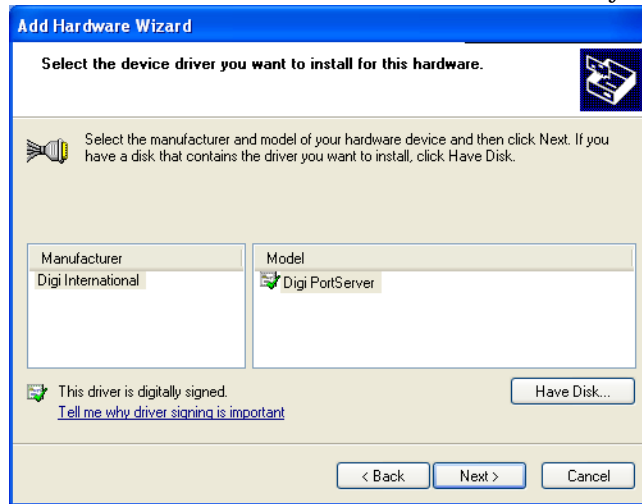 Add Hardware Wizard
Select the device driver you want to install for this hardware.
Select the manufacturer and model of your hardware device and then click Next. If you
have a disk that contains the driver you want to install, click Have Disk.
Manufacturer
Digi International
Model
Digi PortServer
This driver is digitally signed.
Tell me why driver signing is important
Have Disk...
< Back
Next >
Cancel